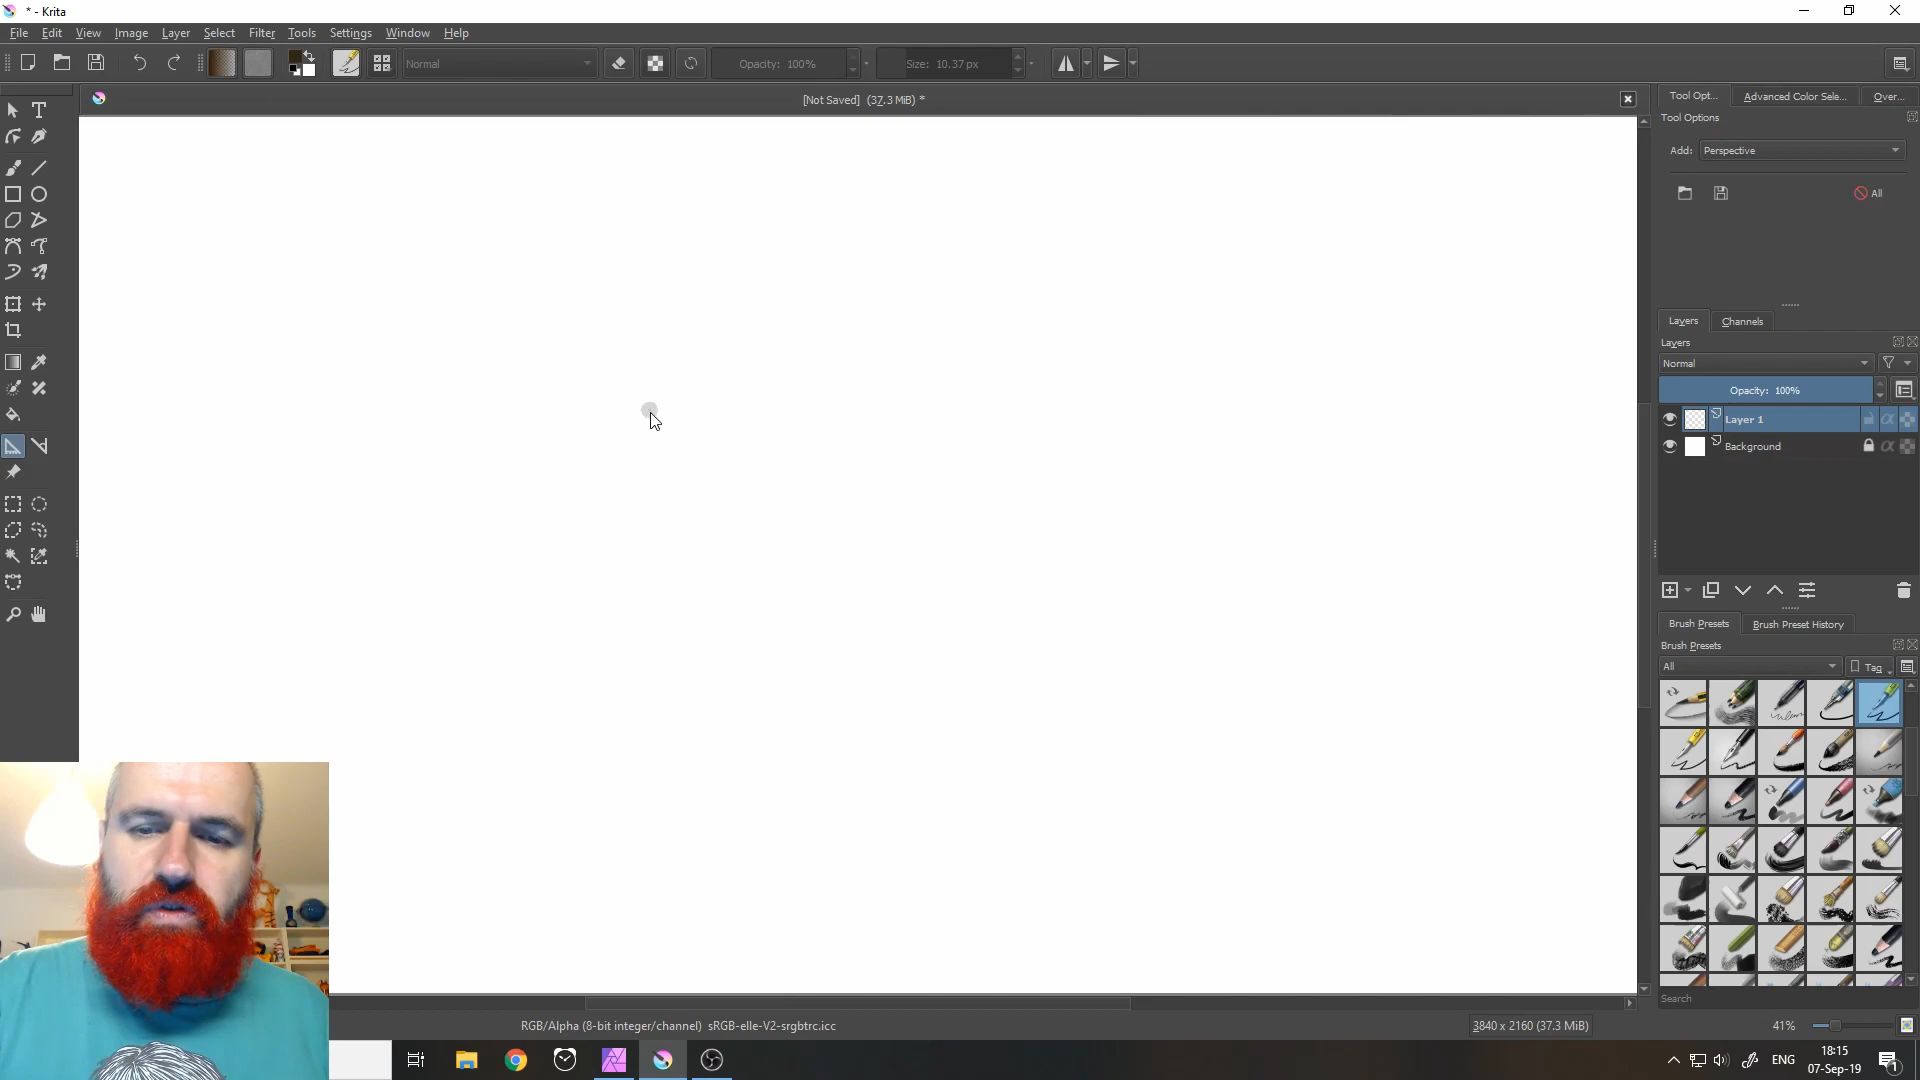 * - Krita
File Edit View Image Layer Select Filter Tools Settings Window Help
Normal Opacity: 100% Size: 10.37 px
[Not Saved] (37.3 MiB) *
Tool Opt... Advanced Color Sele... Over...
Tool Options
Add: Perspective
All
Layers Channels
Layers
Normal
Opacity: 100%
Layer 1
Background
Brush Presets Brush Preset History
Brush Presets
All Tag
Search
RGB/Alpha (8-bit integer/channel) sRGB-elle-V2-srgbtrc.icc 3840 x 2160 (37.3 MiB) 41%
ENG
18:15
07-Sep-19
1